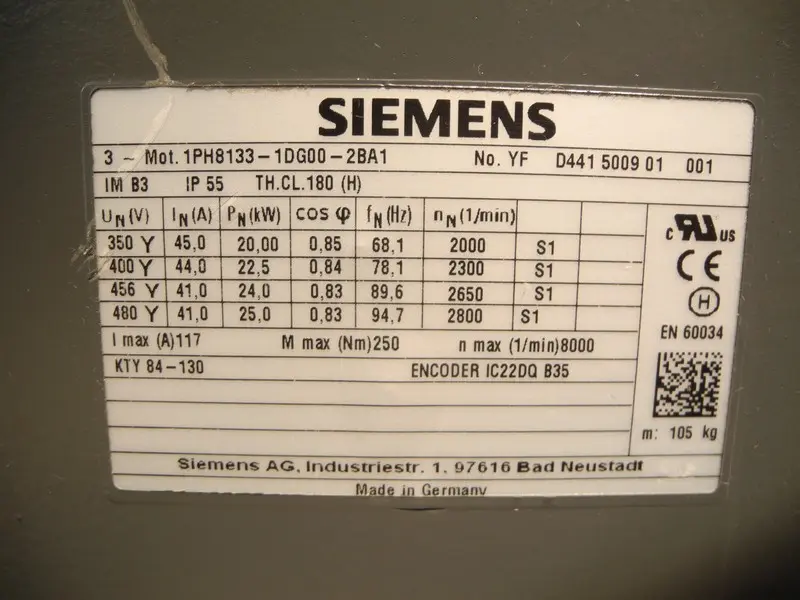 SIEMENS
3 ~ Mot. 1PH8133-1DG00-2BA1 No. YF D441 5009 01 001
IM B3 IP 55 TH.CL.180 (H)
UN(V) IN(A) PN(kW) cos φ fN(Hz) nN(1/min)
350 Y 45,0 20,00 0,85 68,1 2000 S1
400 Y 44,0 22,5 0,84 78,1 2300 S1
456 Y 41,0 24,0 0,83 89,6 2650 S1
480 Y 41,0 25,0 0,83 94,7 2800 S1
I max (A)117 M max (Nm)250 n max (1/min)8000
KTY 84-130 ENCODER IC22DQ B35
c RU US
CE
H
EN 60034
m: 105 kg
Siemens AG, Industriestr. 1, 97616 Bad Neustadt
Made in Germany